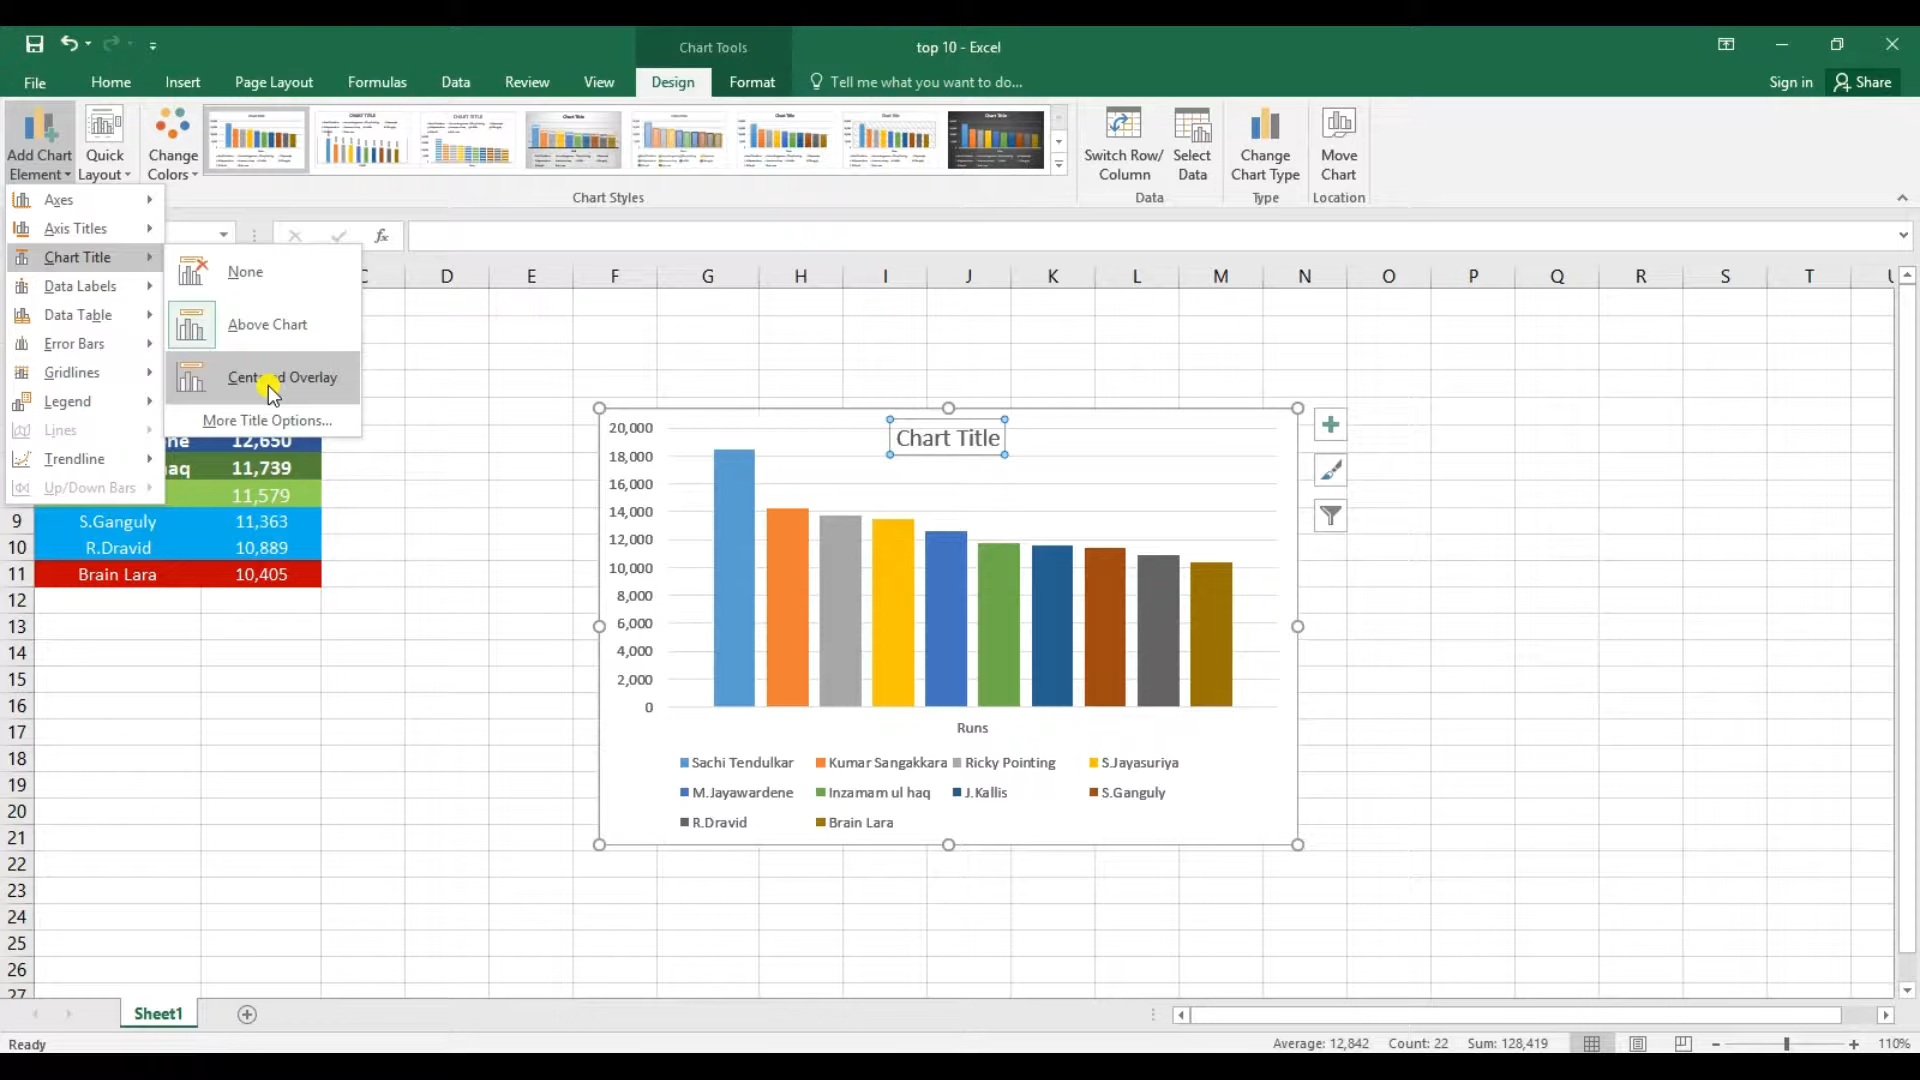 Chart Tools
top 10 - Excel
File
Home
Insert
Page Layout
Formulas
Data
Review
View
Design
Format
Tell me what you want to do...
Sign in
Share
Add Chart
Element
Quick
Layout
Change
Colors
Chart Styles
Switch Row/
Column
Select
Data
Data
Change
Chart Type
Type
Move
Chart
Location
Axes
Axis Titles
Chart Title
Data Labels
Data Table
Error Bars
Gridlines
Legend
Lines
Trendline
Up/Down Bars
None
Above Chart
Centered Overlay
More Title Options...
fx
C D E F G H I J K L M N O P Q R S T U
ne 12,650
aq 11,739
11,579
9 S.Ganguly 11,363
10 R.Dravid 10,889
11 Brain Lara 10,405
12
13
14
15
16
17
18
19
20
21
22
23
24
25
26
27
Chart Title
20,000
18,000
16,000
14,000
12,000
10,000
8,000
6,000
4,000
2,000
0
Runs
Sachi Tendulkar Kumar Sangakkara Ricky Pointing S.Jayasuriya
M.Jayawardene Inzamam ul haq J.Kallis S.Ganguly
R.Dravid Brain Lara
Sheet1
Ready
Average: 12,842 Count: 22 Sum: 128,419
110%